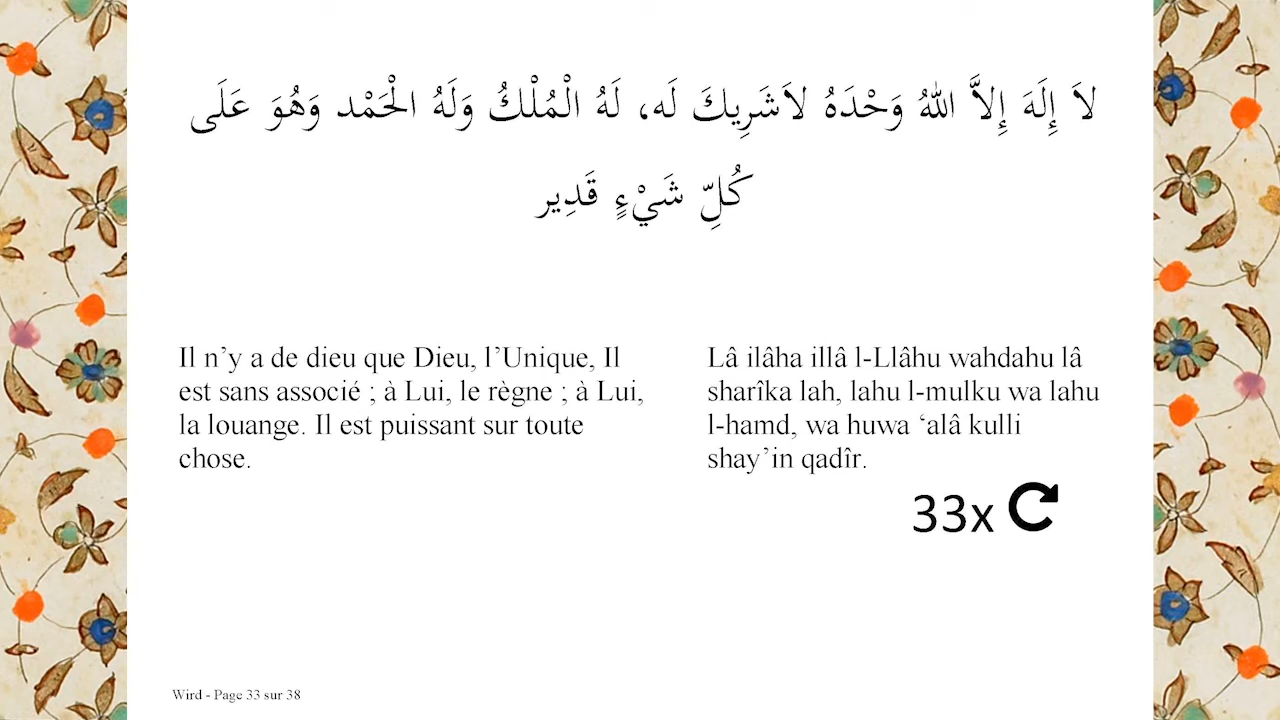 لاَ إِلَهَ إِلاَّ اللهُ وَحْدَهُ لاَشَرِيكَ لَه، لَهُ الْمُلْكُ وَلَهُ الْحَمْد وَهُوَ عَلَى
كُلِّ شَيْءٍ قَدِير
Il n’y a de dieu que Dieu, l’Unique, Il
est sans associé ; à Lui, le règne ; à Lui,
la louange. Il est puissant sur toute
chose.
Lâ ilâha illâ l-Llâhu wahdahu lâ
sharîka lah, lahu l-mulku wa lahu
l-hamd, wa huwa ‘alâ kulli
shay’in qadîr.
33x
Wird - Page 33 sur 38